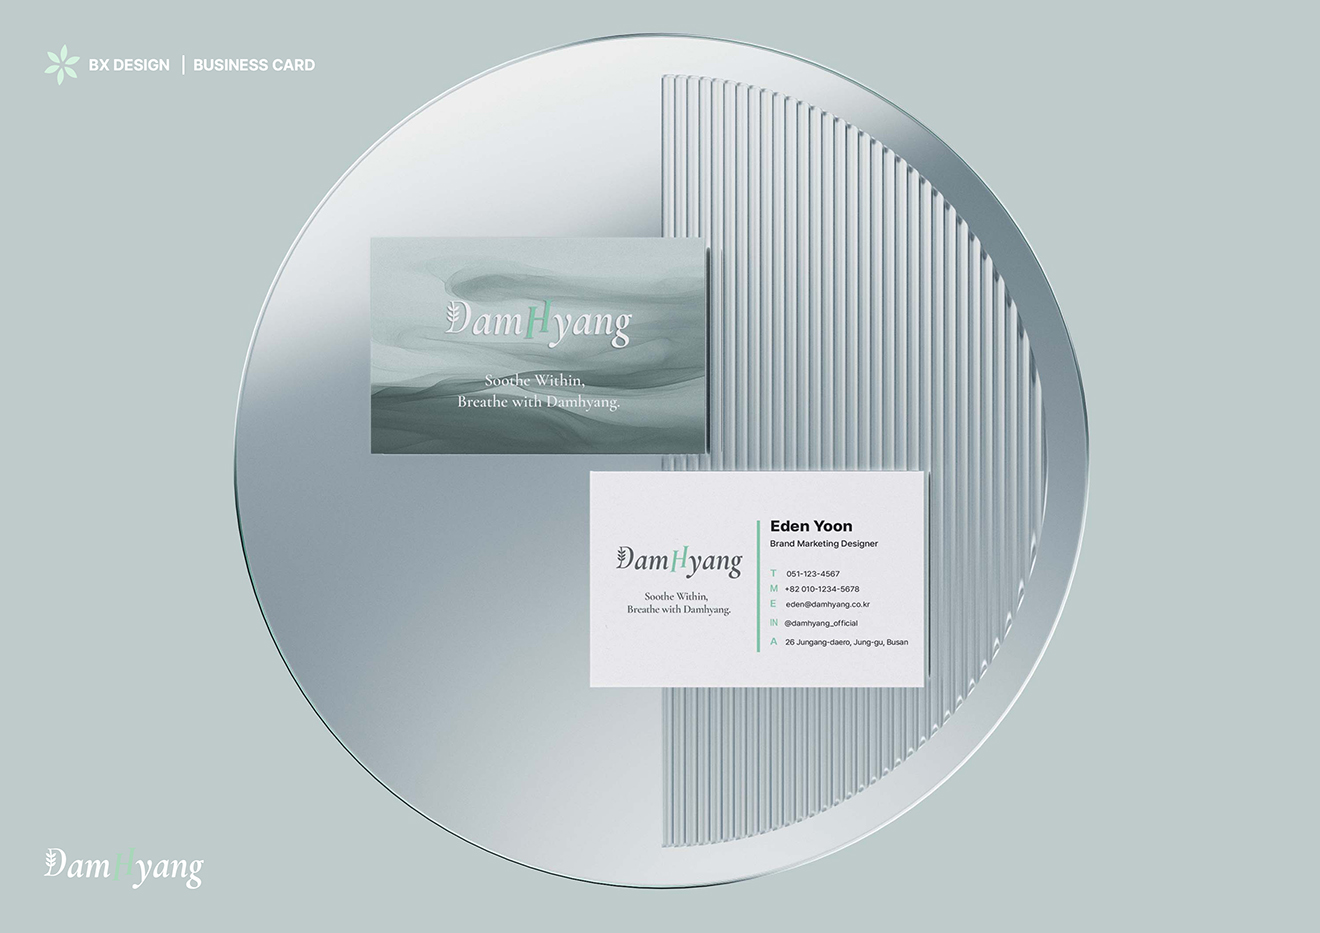 BX DESIGN | BUSINESS CARD
DamHyang
Soothe Within,
Breathe with Damhyang.
DamHyang
Soothe Within,
Breathe with Damhyang.
Eden Yoon
Brand Marketing Designer
T 051-123-4567
M +82 010-1234-5678
E eden@damhyang.co.kr
IN @damhyang_official
A 26 Jungang-daero, Jung-gu, Busan
DamHyang